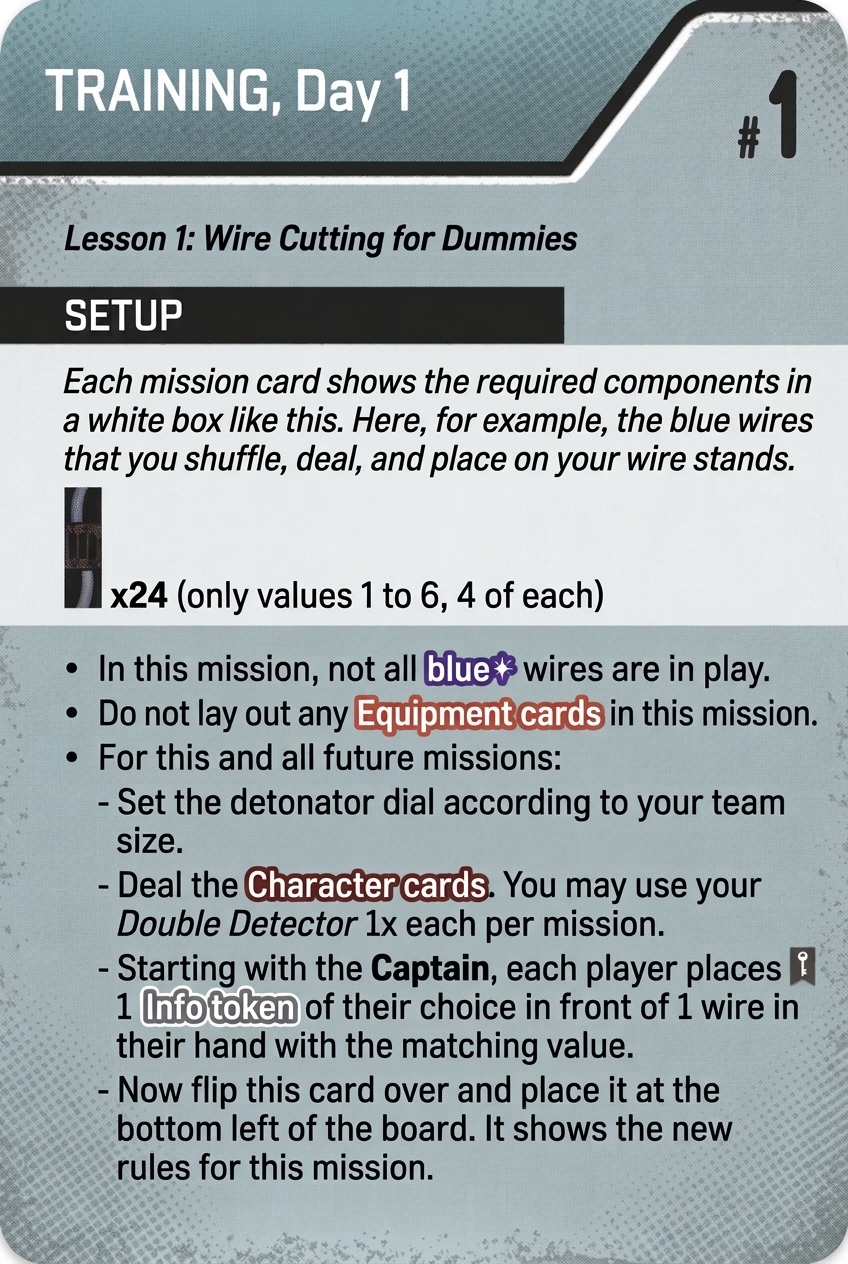 TRAINING, Day 1
#1
Lesson 1: Wire Cutting for Dummies
SETUP
Each mission card shows the required components in
a white box like this. Here, for example, the blue wires
that you shuffle, deal, and place on your wire stands.
x24 (only values 1 to 6, 4 of each)
• In this mission, not all blue wires are in play.
• Do not lay out any Equipment cards in this mission.
• For this and all future missions:
- Set the detonator dial according to your team
size.
- Deal the Character cards. You may use your
Double Detector 1x each per mission.
- Starting with the Captain, each player places
1 Info token of their choice in front of 1 wire in
their hand with the matching value.
- Now flip this card over and place it at the
bottom left of the board. It shows the new
rules for this mission.